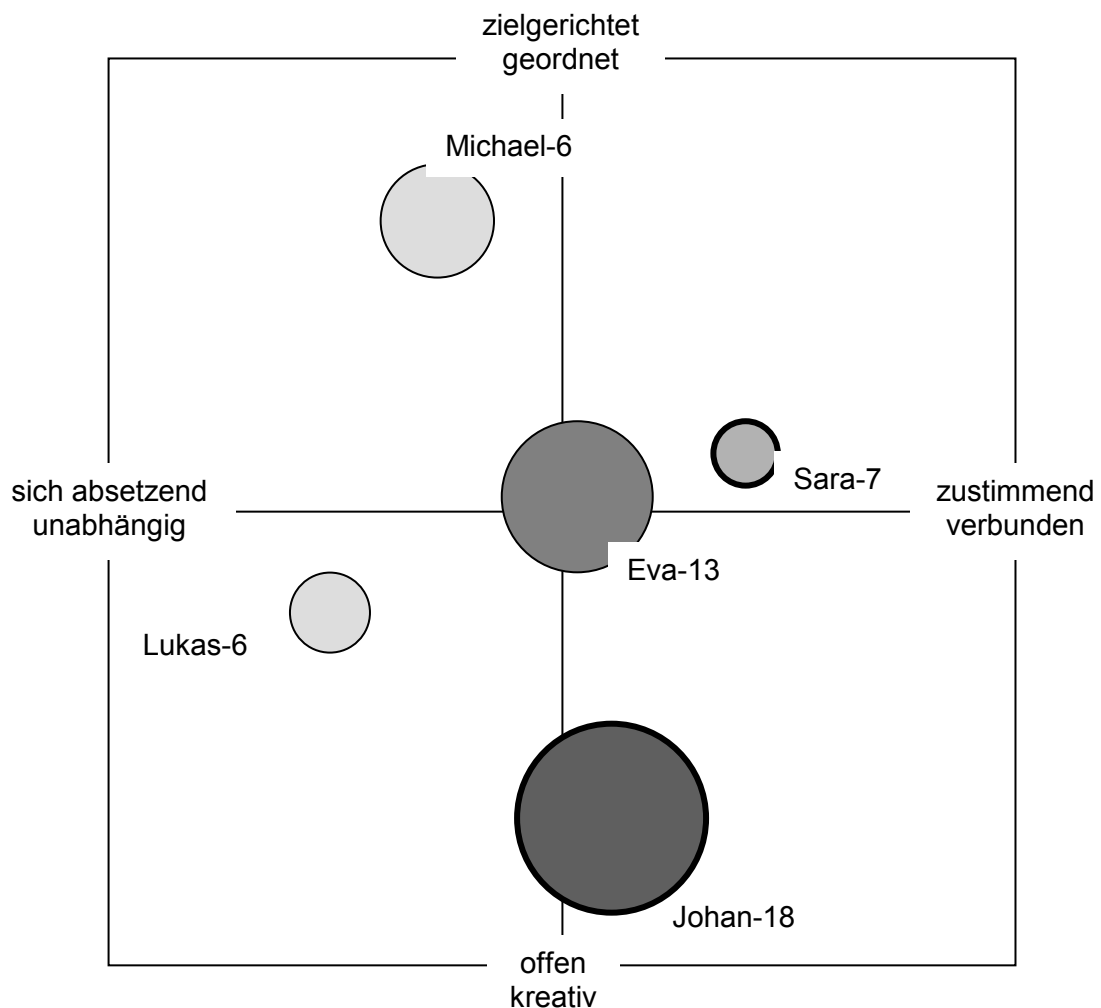 zielgerichtet
geordnet
Michael-6
sich absetzend
unabhängig
Sara-7
zustimmend
verbunden
Eva-13
Lukas-6
Johan-18
offen
kreativ